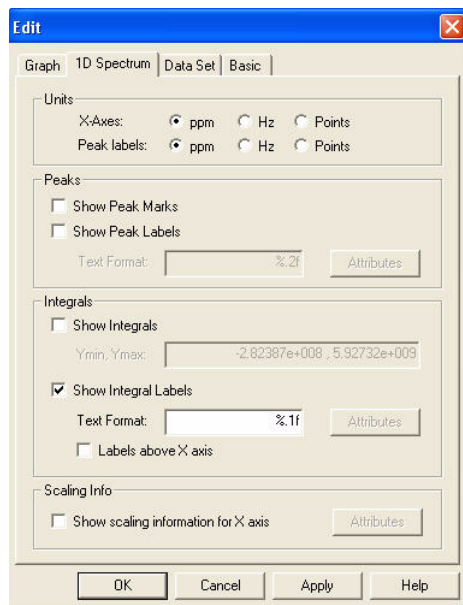 Edit
Graph 1D Spectrum Data Set Basic
Units
X-Axes: ppm Hz Points
Peak labels: ppm Hz Points
Peaks
Show Peak Marks
Show Peak Labels
Text Format: %.2f Attributes
Integrals
Show Integrals
Ymin, Ymax: -2.82387e+008 , 5.92732e+009
Show Integral Labels
Text Format: %.1f Attributes
Labels above X axis
Scaling Info
Show scaling information for X axis Attributes
OK Cancel Apply Help